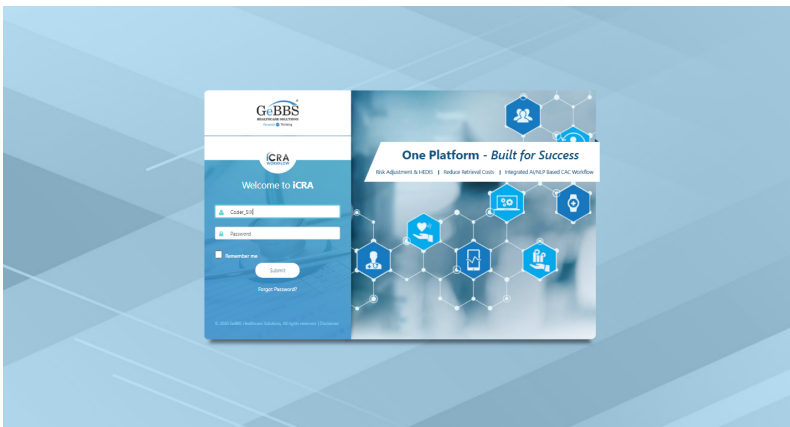 GeBBS
HEALTHCARE SOLUTIONS
iCRA
WORKFLOW
Welcome to iCRA
Password
Remember me
Submit
Forgot Password?
One Platform - Built for Success
Risk Adjustment & HEDIS | Reduce Retrieval Costs | Integrated AI/NLP Based CAC Workflow